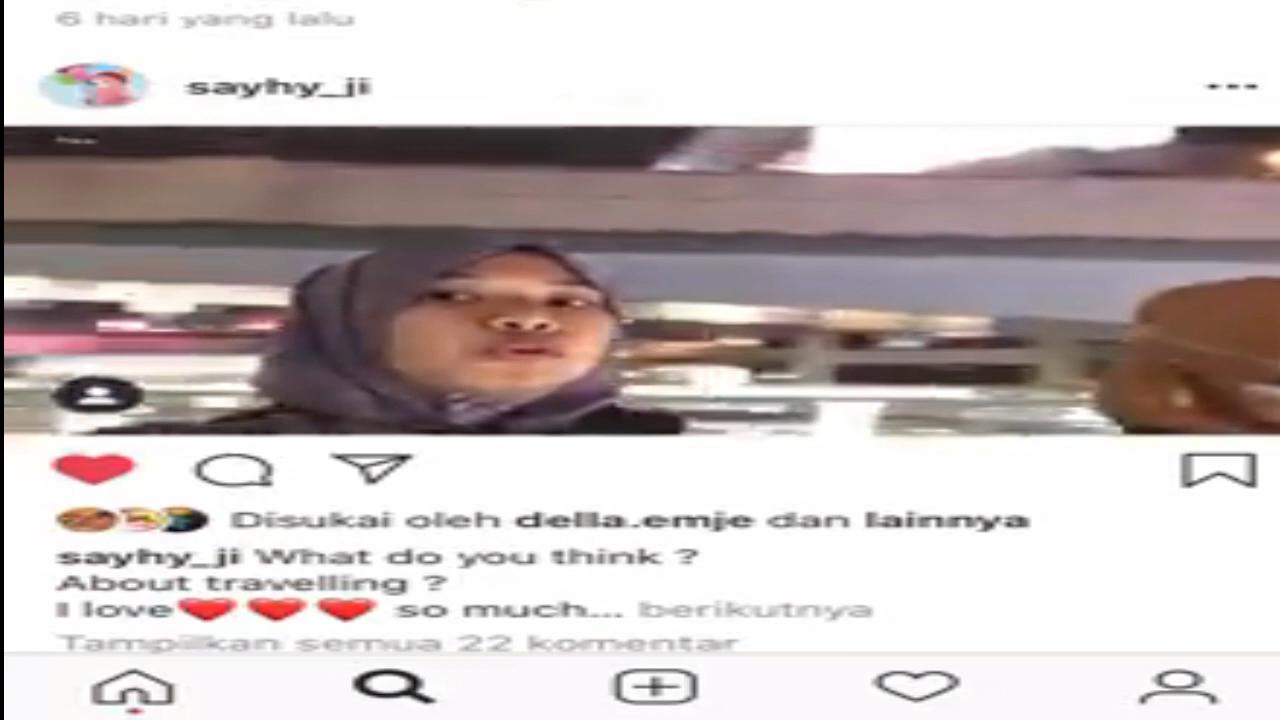 6 hari yang lalu
sayhy_ji
Disukai oleh della.emje dan lainnya
sayhy_ji What do you think ?
About travelling ?
I love❤️❤️❤️ so much... berikutnya
Tampilkan semua 22 komentar